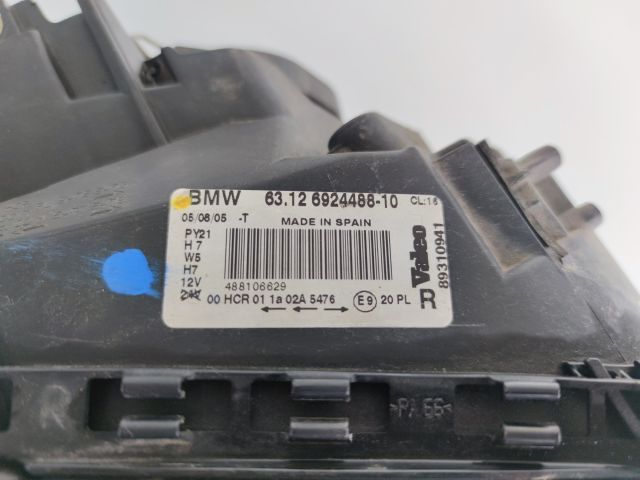 BMW 63.12 6924488-10 CL:16
05/06/05 -T MADE IN SPAIN
PY21
H7
W5
H7
12V 488106629
24V 00 HCR 01 1a 02A 5476 E9 20 PL R
←← →
Valeo
89310941
>PA 66<